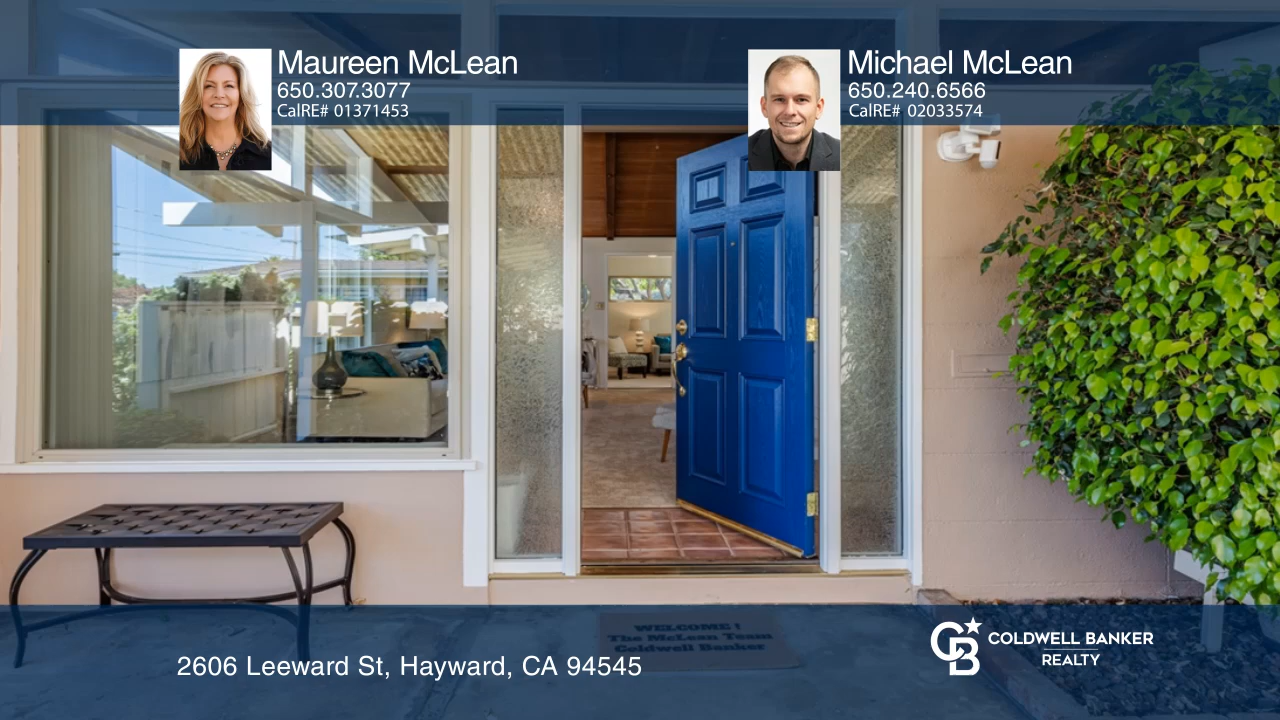 Maureen McLean
650.307.3077
CalRE# 01371453
Michael McLean
650.240.6566
CalRE# 02033574
WELCOME !
The McLean Team
Coldwell Banker
2606 Leeward St, Hayward, CA 94545
CB
COLDWELL BANKER
REALTY